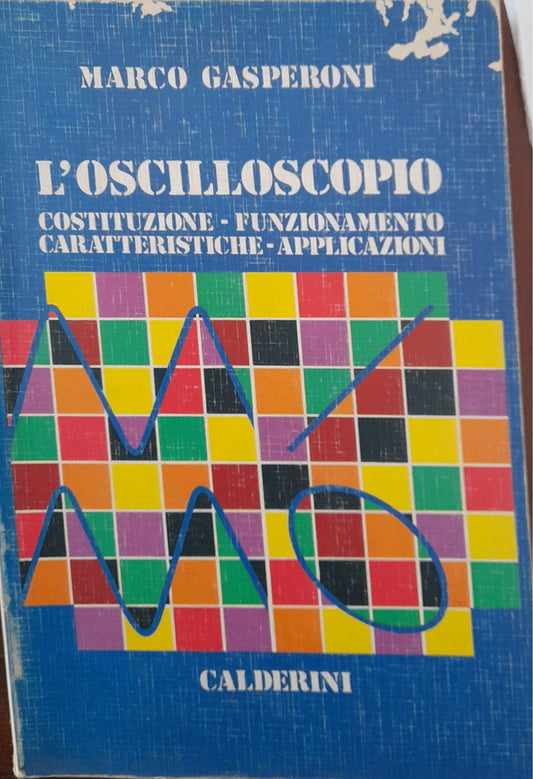 MARCO GASPERONI
L'OSCILLOSCOPIO
COSTITUZIONE - FUNZIONAMENTO
CARATTERISTICHE - APPLICAZIONI
CALDERINI